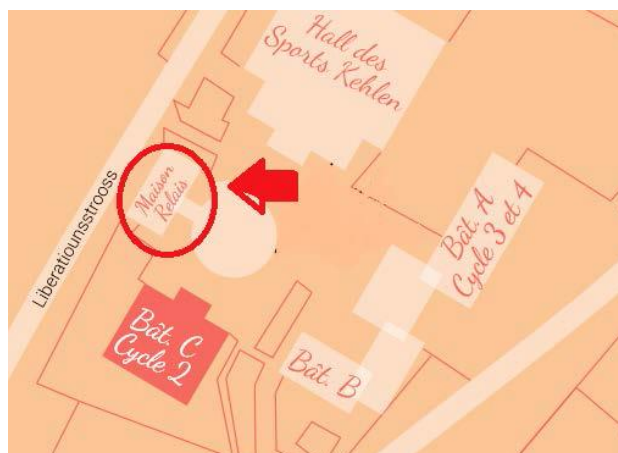 Hall des
Sports Kehlen
Maison
Relais
Liberatiounsstrooss
Bât. A
Cycle 3 et 4
Bât. C
Cycle 2
Bât. B